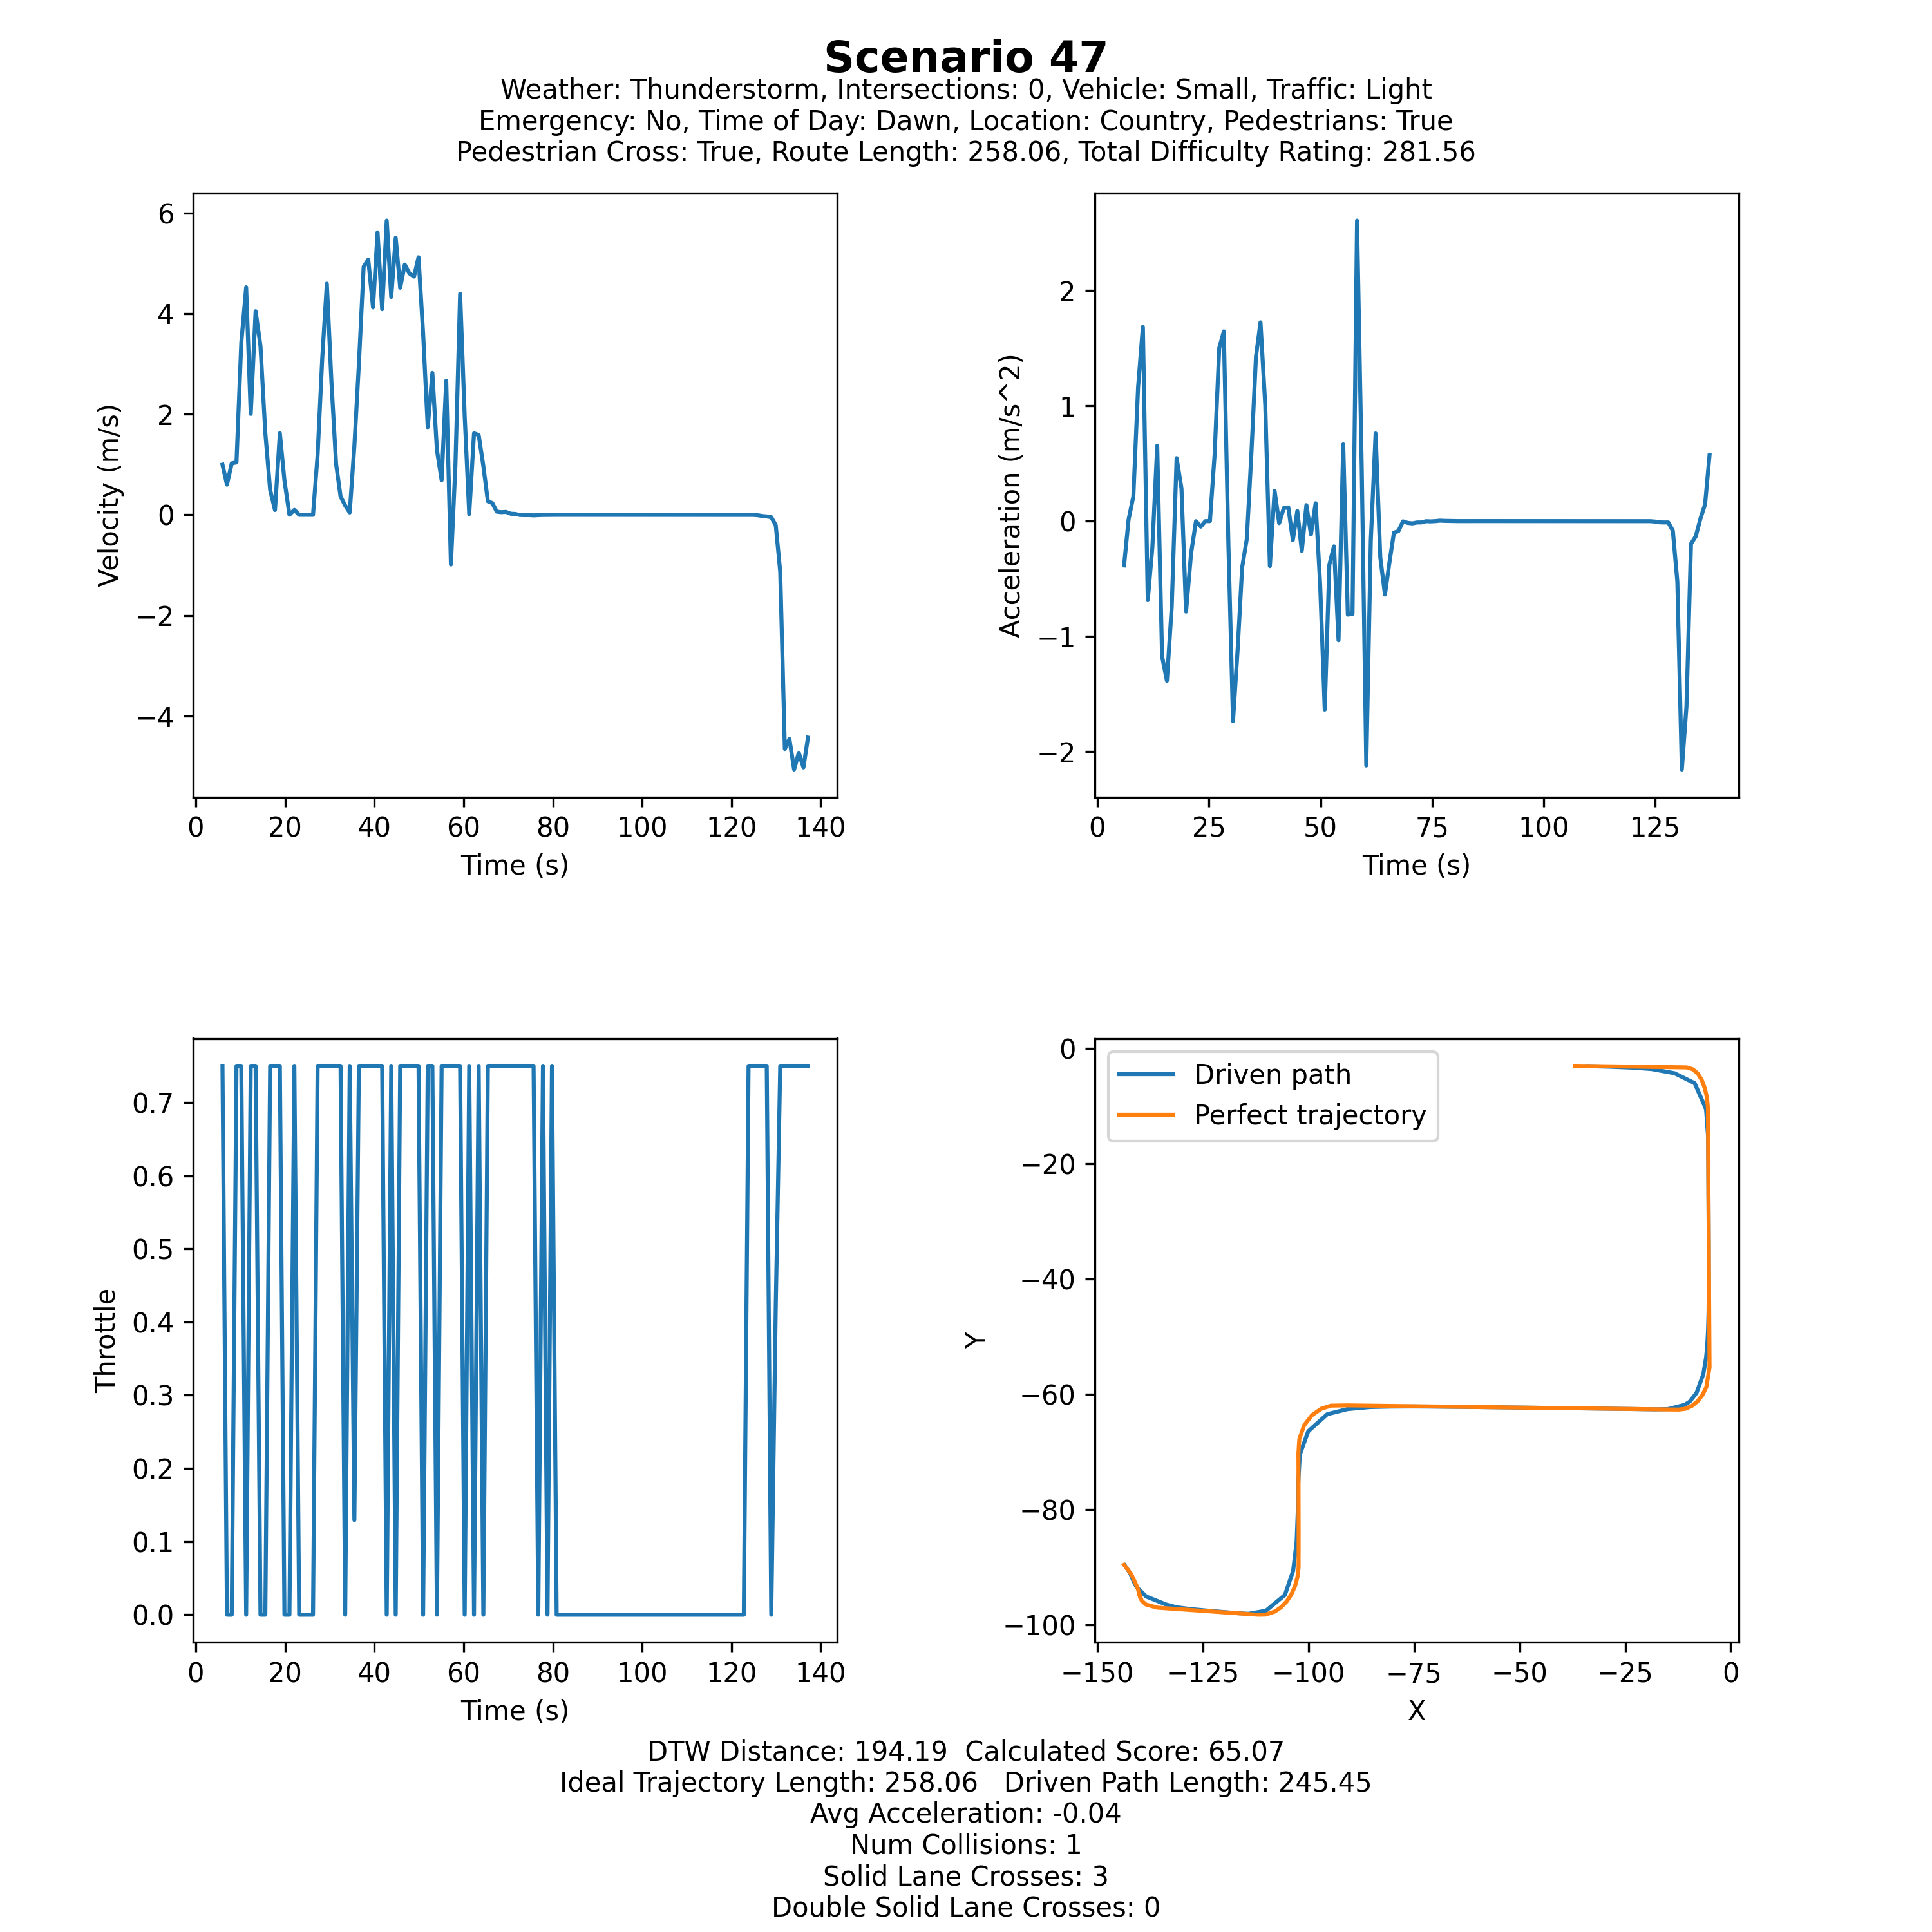 Scenario 47
Weather: Thunderstorm, Intersections: 0, Vehicle: Small, Traffic: Light
Emergency: No, Time of Day: Dawn, Location: Country, Pedestrians: True
Pedestrian Cross: True, Route Length: 258.06, Total Difficulty Rating: 281.56
6
4
2
0
−2
−4
Velocity (m/s)
0 20 40 60 80 100 120 140
Time (s)
2
1
0
−1
−2
Acceleration (m/s^2)
0 25 50 75 100 125
Time (s)
0.7
0.6
0.5
0.4
0.3
0.2
0.1
0.0
Throttle
0 20 40 60 80 100 120 140
Time (s)
Driven path
Perfect trajectory
0
−20
−40
−60
−80
−100
Y
−150 −125 −100 −75 −50 −25 0
X
DTW Distance: 194.19  Calculated Score: 65.07
Ideal Trajectory Length: 258.06   Driven Path Length: 245.45
Avg Acceleration: -0.04
Num Collisions: 1
Solid Lane Crosses: 3
Double Solid Lane Crosses: 0